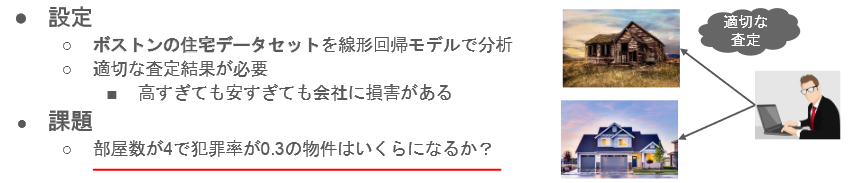 ● 設定
○ ボストンの住宅データセットを線形回帰モデルで分析
○ 適切な査定結果が必要
■ 高すぎても安すぎても会社に損害がある
● 課題
○ 部屋数が4で犯罪率が0.3の物件はいくらになるか？
適切な
査定